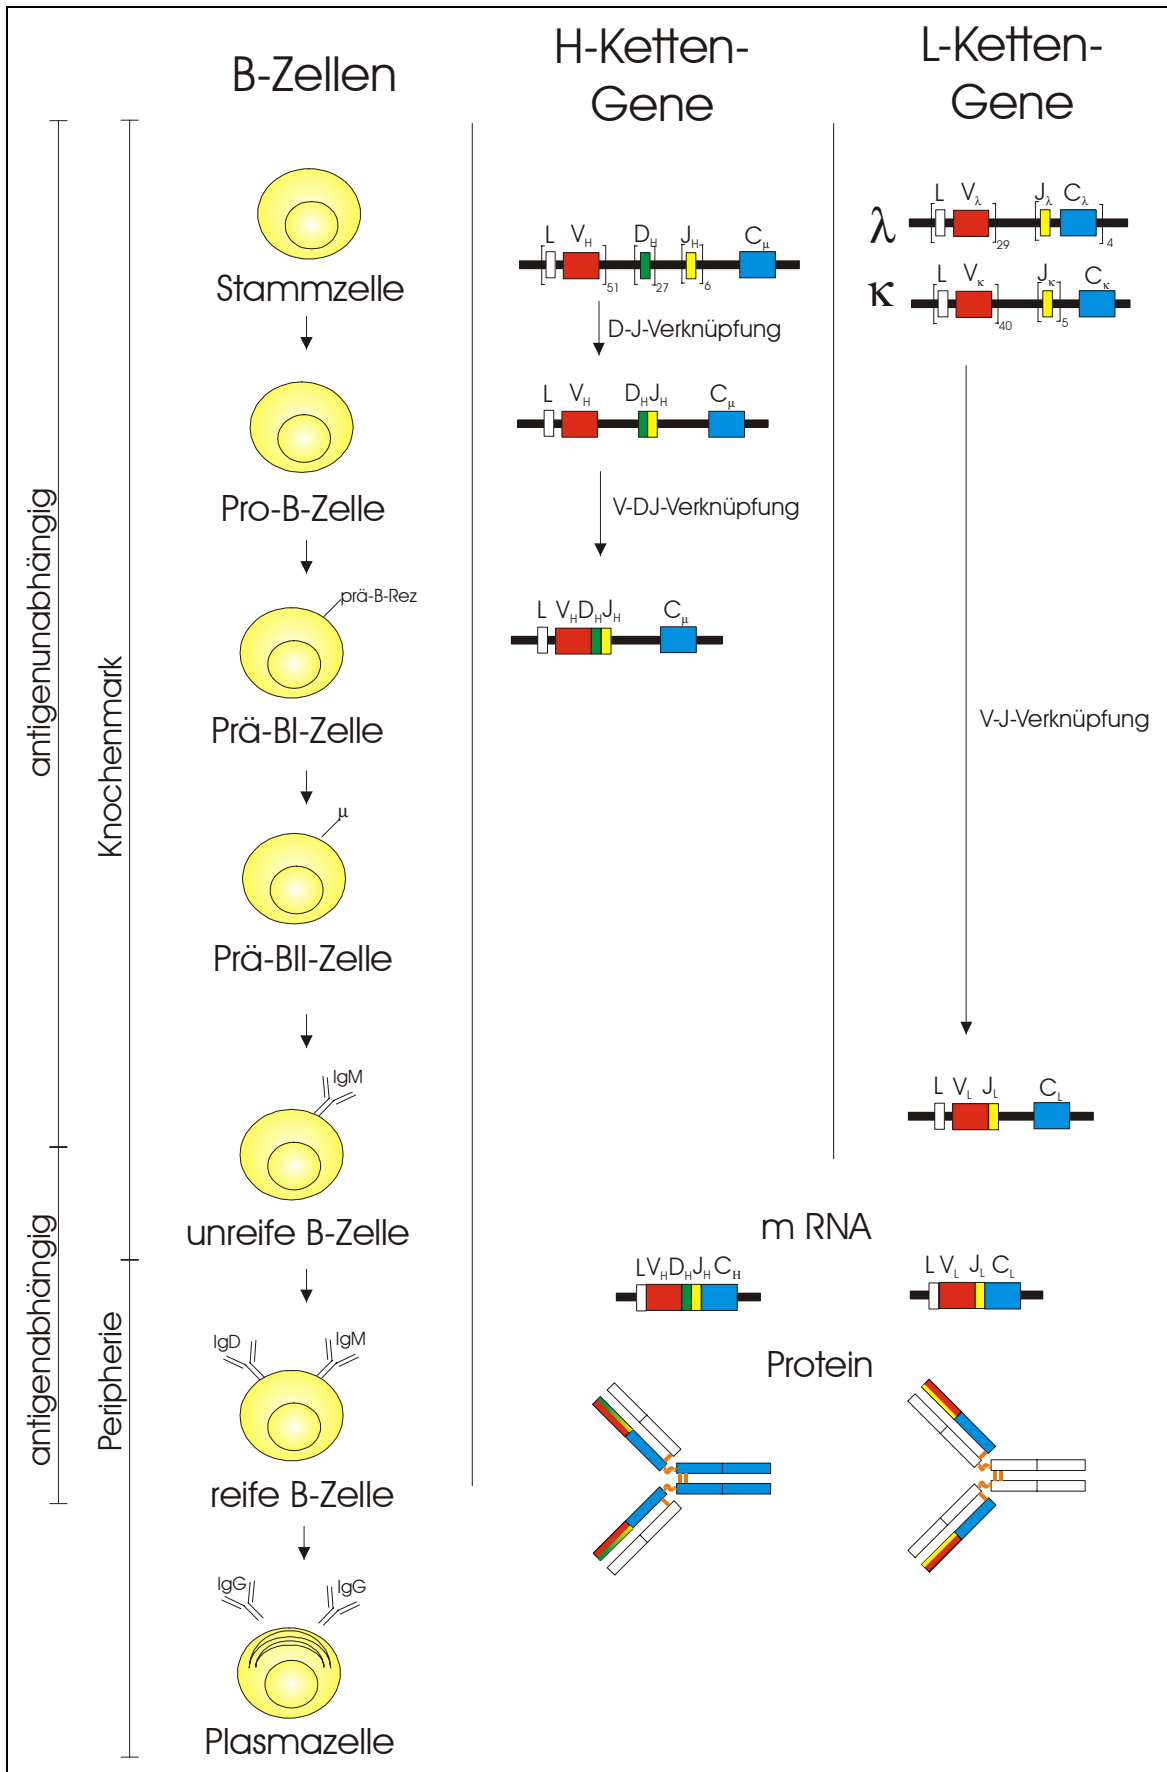 B-Zellen
H-Ketten-
Gene
L-Ketten-
Gene
antigenunabhängig
antigenabhängig
Knochenmark
Peripherie
Stammzelle
Pro-B-Zelle
prä-B-Rez
Prä-BI-Zelle
μ
Prä-BII-Zelle
IgM
unreife B-Zelle
IgD IgM
reife B-Zelle
IgG IgG
Plasmazelle
L V_H D_H J_H C_μ
51 27 6
D-J-Verknüpfung
L V_H D_H J_H C_μ
V-DJ-Verknüpfung
L V_H D_H J_H C_μ
λ
L V_λ J_λ C_λ
29 4
κ
L V_κ J_κ C_κ
40 5
V-J-Verknüpfung
L V_L J_L C_L
m RNA
L V_H D_H J_H C_H
L V_L J_L C_L
Protein